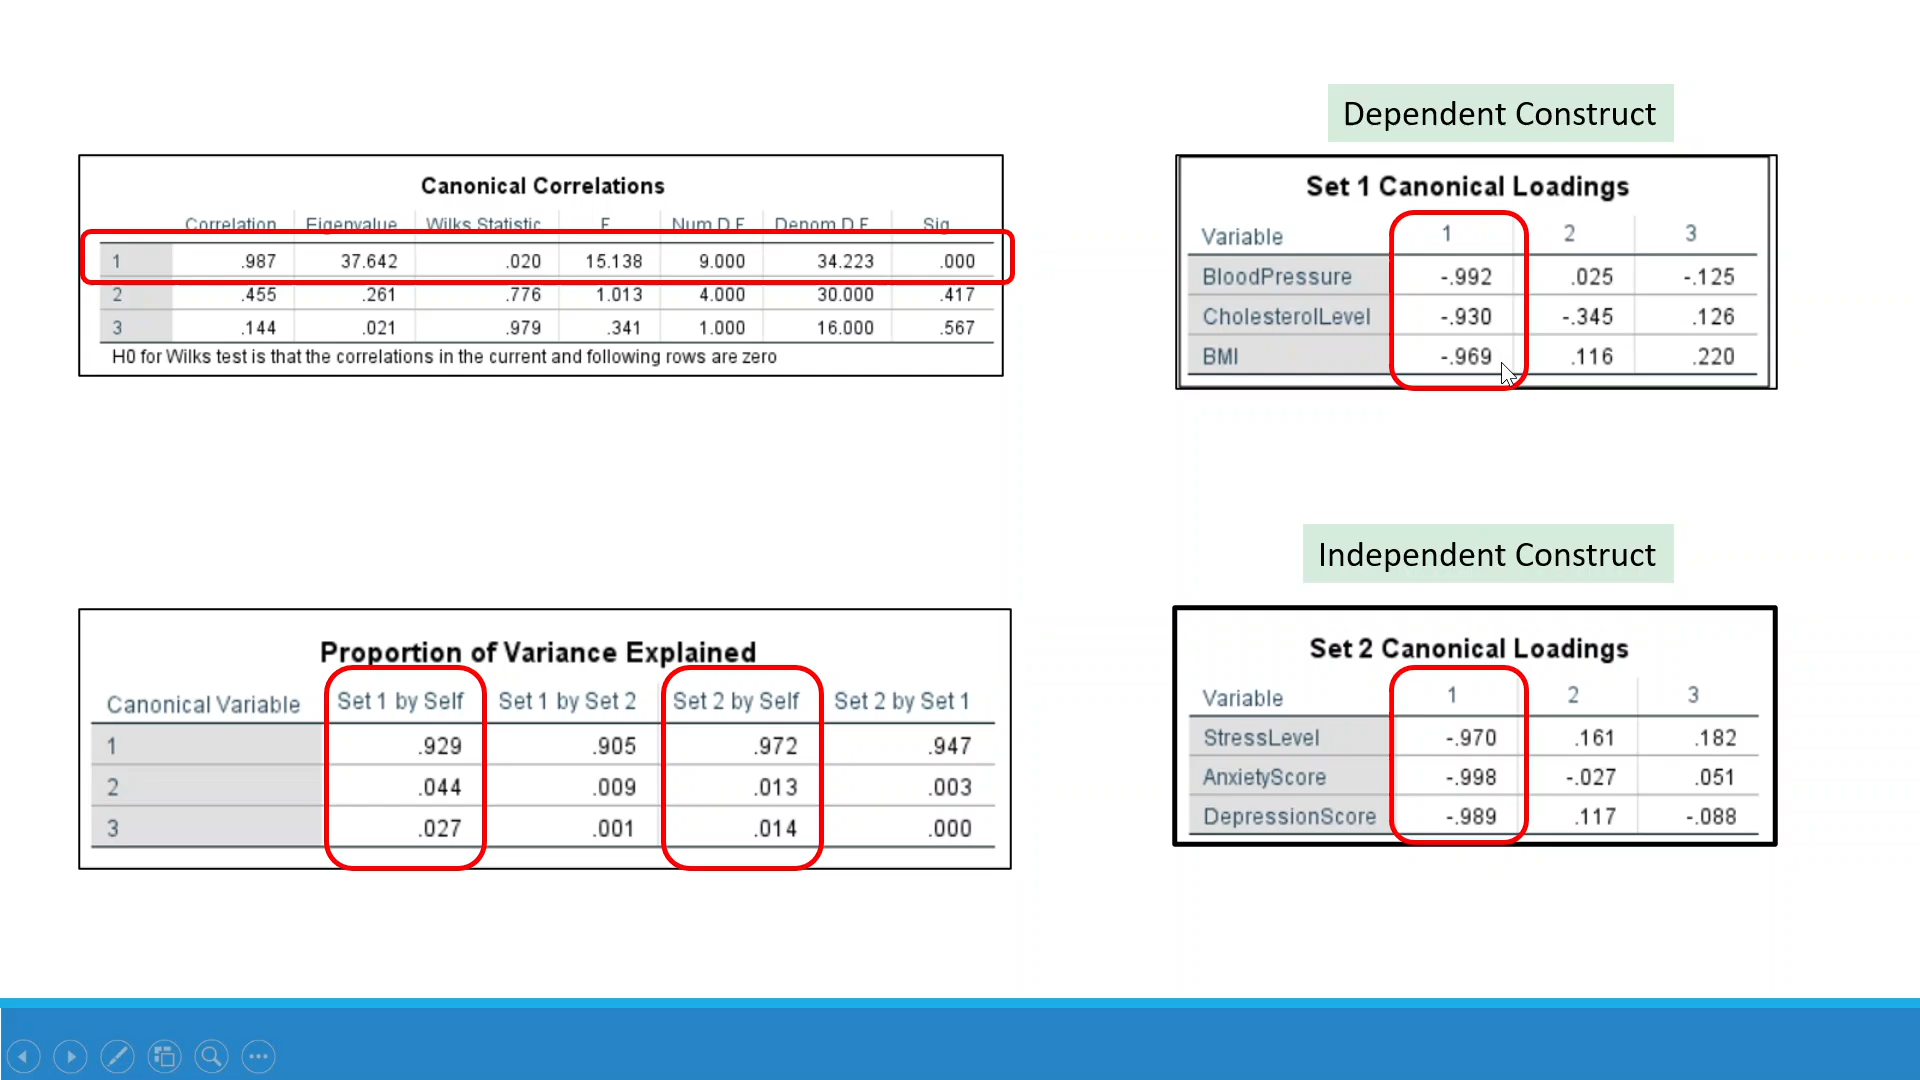 Dependent Construct
Canonical Correlations
Correlation Eigenvalue Wilks Statistic F Num D.F. Denom D.F. Sig.
1 .987 37.642 .020 15.138 9.000 34.223 .000
2 .455 .261 .776 1.013 4.000 30.000 .417
3 .144 .021 .979 .341 1.000 16.000 .567
H0 for Wilks test is that the correlations in the current and following rows are zero
Set 1 Canonical Loadings
Variable 1 2 3
BloodPressure -.992 .025 -.125
CholesterolLevel -.930 -.345 .126
BMI -.969 .116 .220
Independent Construct
Proportion of Variance Explained
Canonical Variable Set 1 by Self Set 1 by Set 2 Set 2 by Self Set 2 by Set 1
1 .929 .905 .972 .947
2 .044 .009 .013 .003
3 .027 .001 .014 .000
Set 2 Canonical Loadings
Variable 1 2 3
StressLevel -.970 .161 .182
AnxietyScore -.998 -.027 .051
DepressionScore -.989 .117 -.088